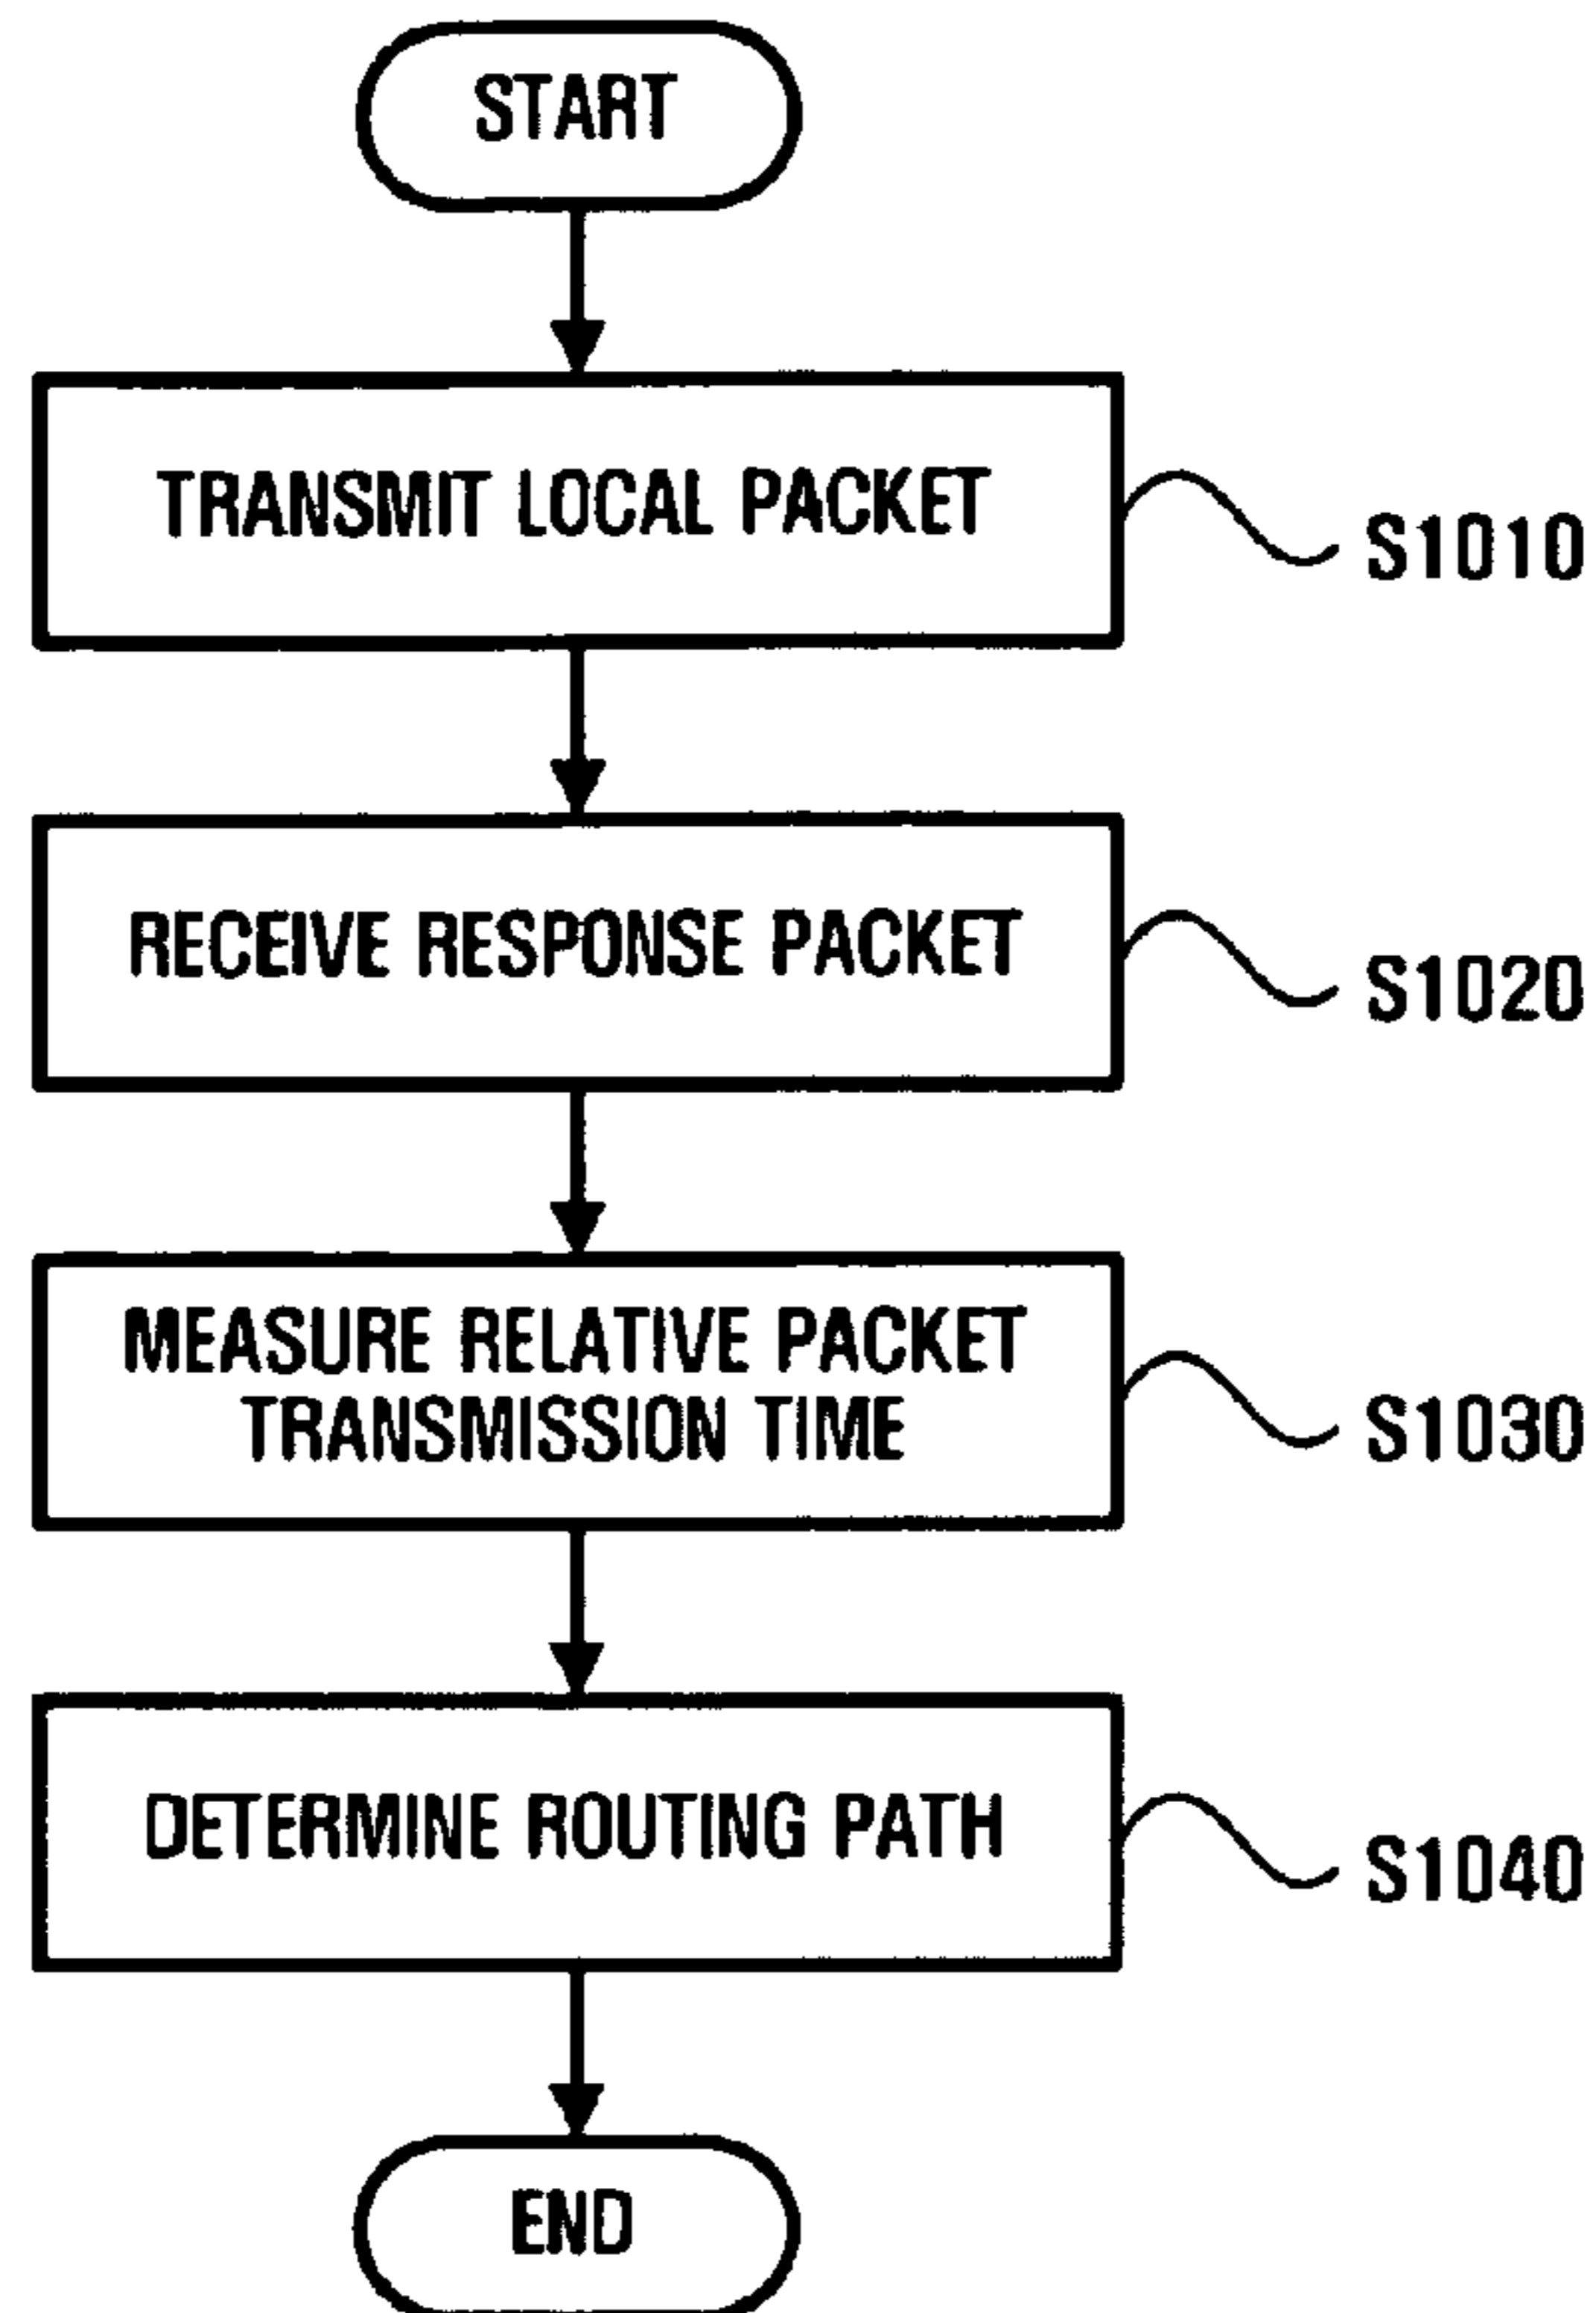 START
TRANSMIT LOCAL PACKET
S1010
RECEIVE RESPONSE PACKET
S1020
MEASURE RELATIVE PACKET
TRANSMISSION TIME
S1030
DETERMINE ROUTING PATH
S1040
END